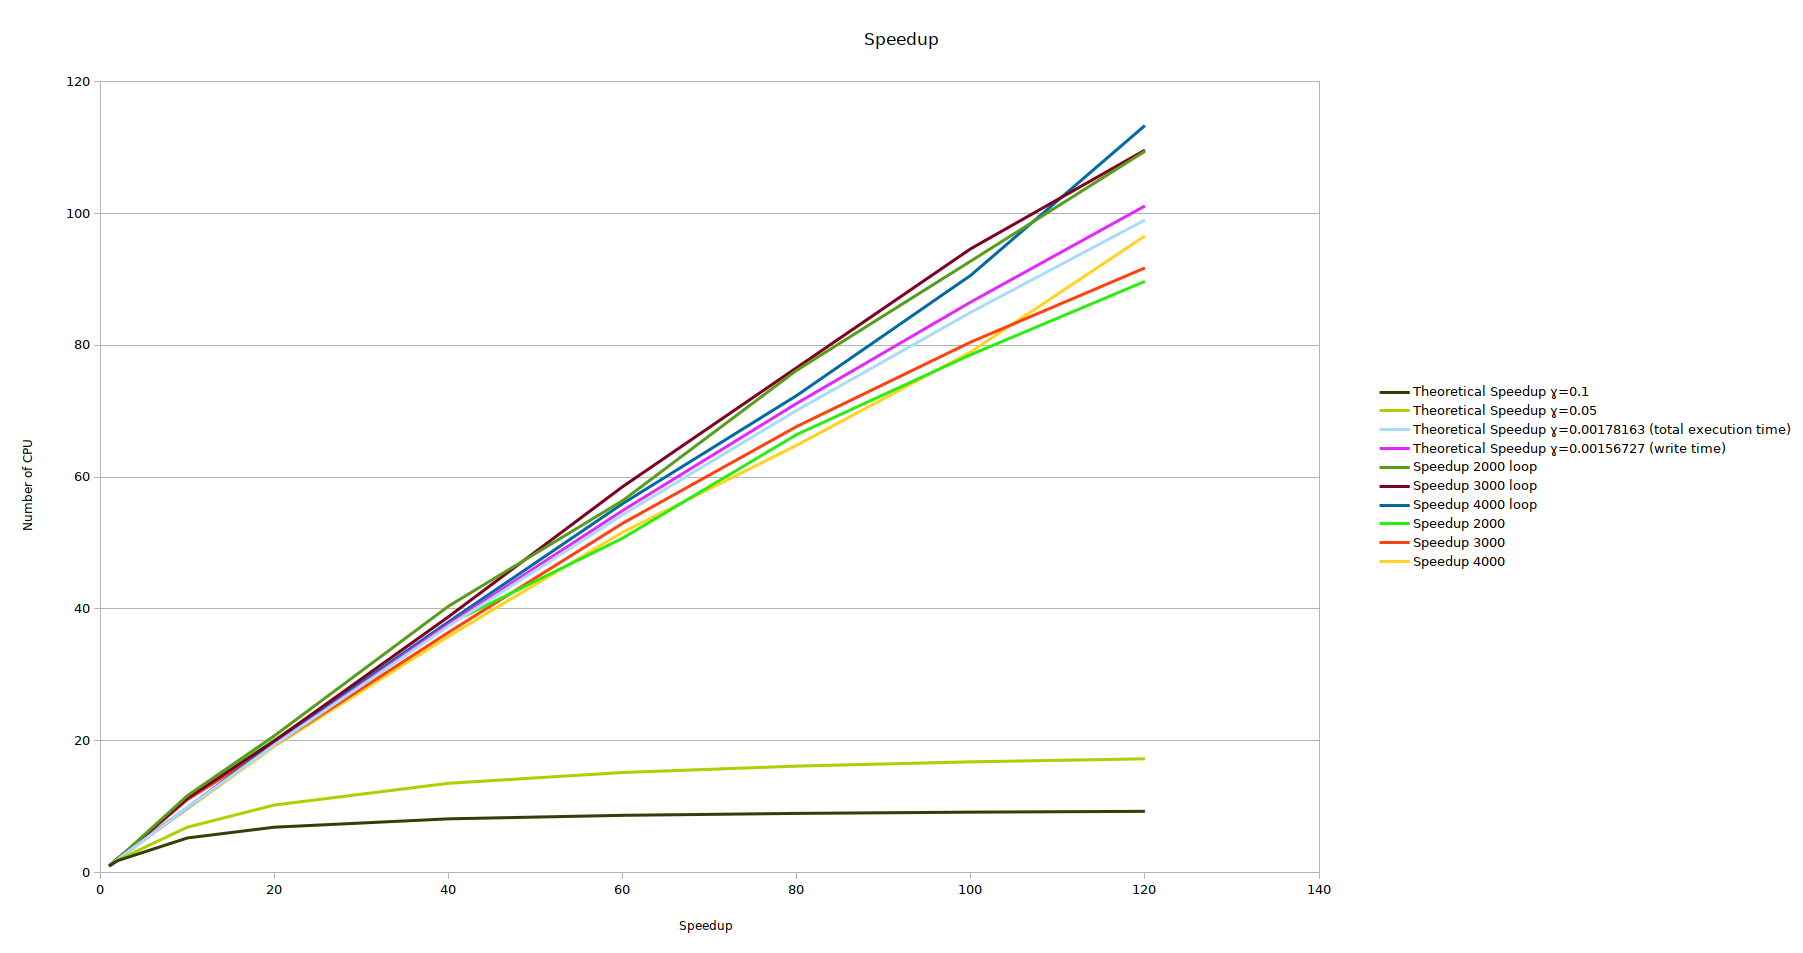 Speedup
120
100
80
60
40
20
0
Number of CPU
0 20 40 60 80 100 120 140
Speedup
Theoretical Speedup ɣ=0.1
Theoretical Speedup ɣ=0.05
Theoretical Speedup ɣ=0.00178163 (total execution time)
Theoretical Speedup ɣ=0.00156727 (write time)
Speedup 2000 loop
Speedup 3000 loop
Speedup 4000 loop
Speedup 2000
Speedup 3000
Speedup 4000